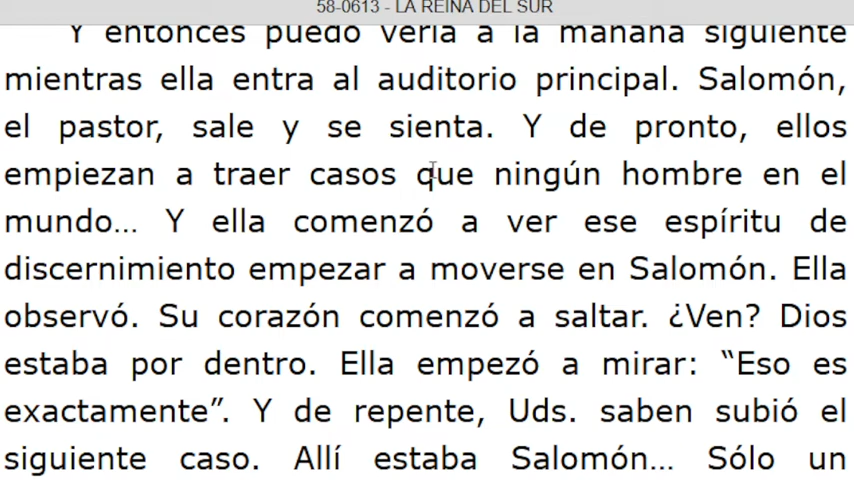 58-0613 - LA REINA DEL SUR
Y entonces puedo verla a la mañana siguiente
mientras ella entra al auditorio principal. Salomón,
el pastor, sale y se sienta. Y de pronto, ellos
empiezan a traer casos que ningún hombre en el
mundo... Y ella comenzó a ver ese espíritu de
discernimiento empezar a moverse en Salomón. Ella
observó. Su corazón comenzó a saltar. ¿Ven? Dios
estaba por dentro. Ella empezó a mirar: “Eso es
exactamente”. Y de repente, Uds. saben subió el
siguiente caso. Allí estaba Salomón... Sólo un